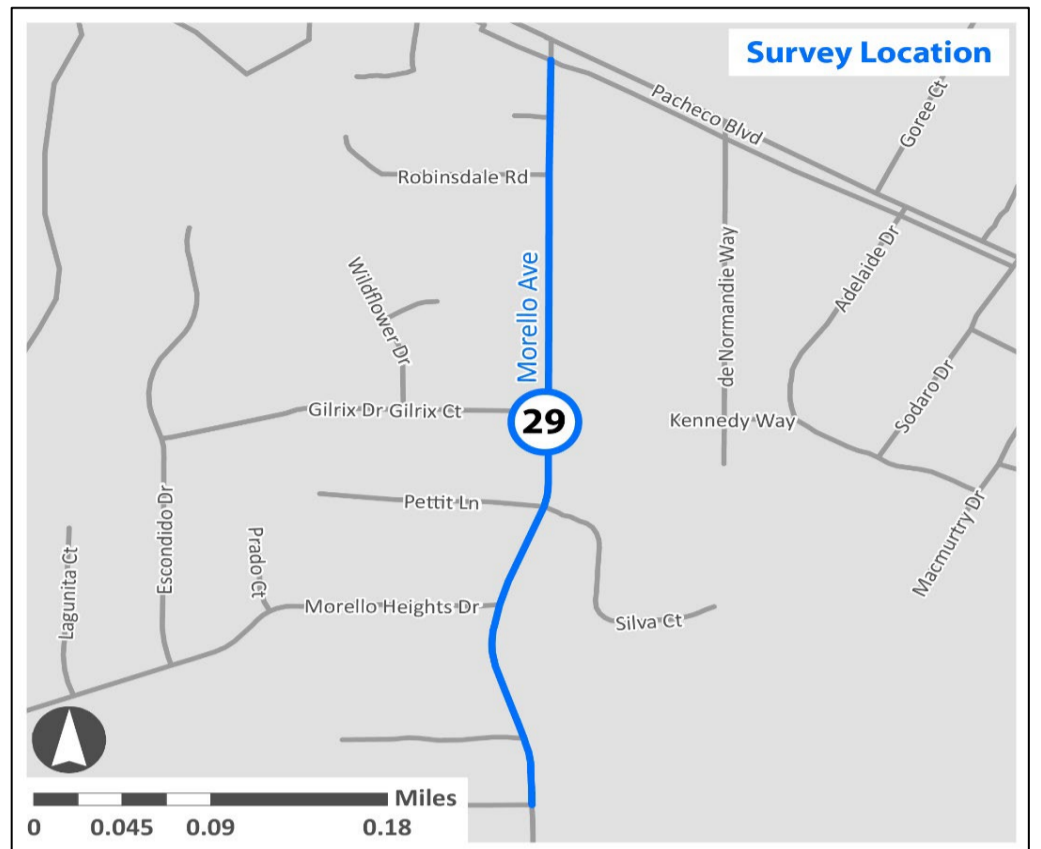 Survey Location
Pacheco Blvd
Goree Ct
Robinsdale Rd
Morello Ave
de Normandie Way
Adelaide Dr
Wildflower Dr
Sodaro Dr
Gilrix Dr Gilrix Ct
29
Kennedy Way
Pettit Ln
Escondido Dr
Prado Ct
Macmurtry Dr
Lagunita Ct
Morello Heights Dr
Silva Ct
Miles
0 0.045 0.09 0.18